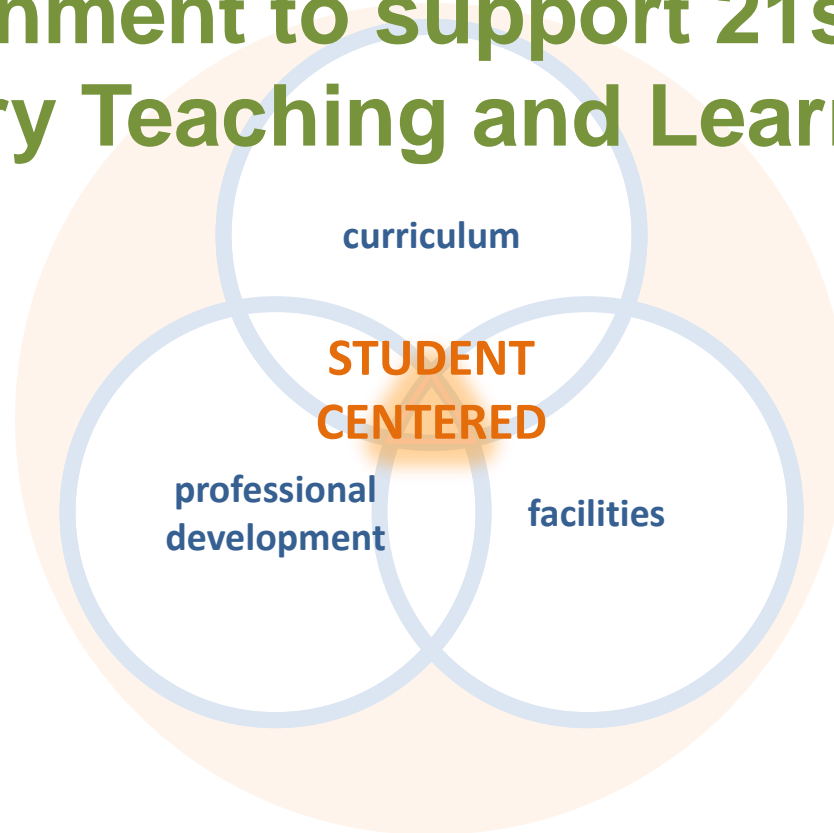 nment to support 21s
ry Teaching and Lear
curriculum
STUDENT
CENTERED
professional
development
facilities